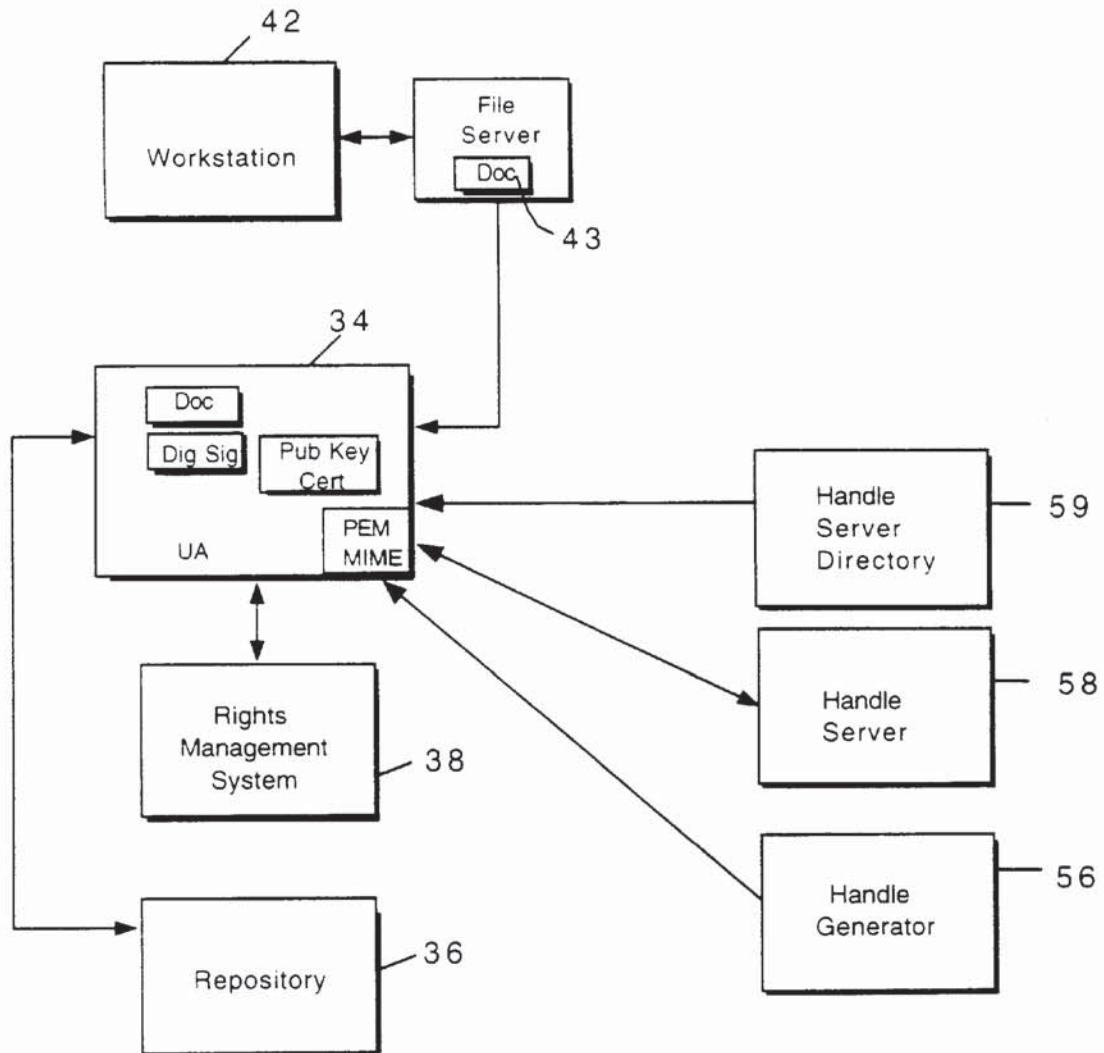 42
Workstation
File
Server
Doc
43
34
Doc
Dig Sig
Pub Key
Cert
PEM
MIME
UA
Handle
Server
Directory
59
Rights
Management
System
38
Handle
Server
58
Repository
36
Handle
Generator
56